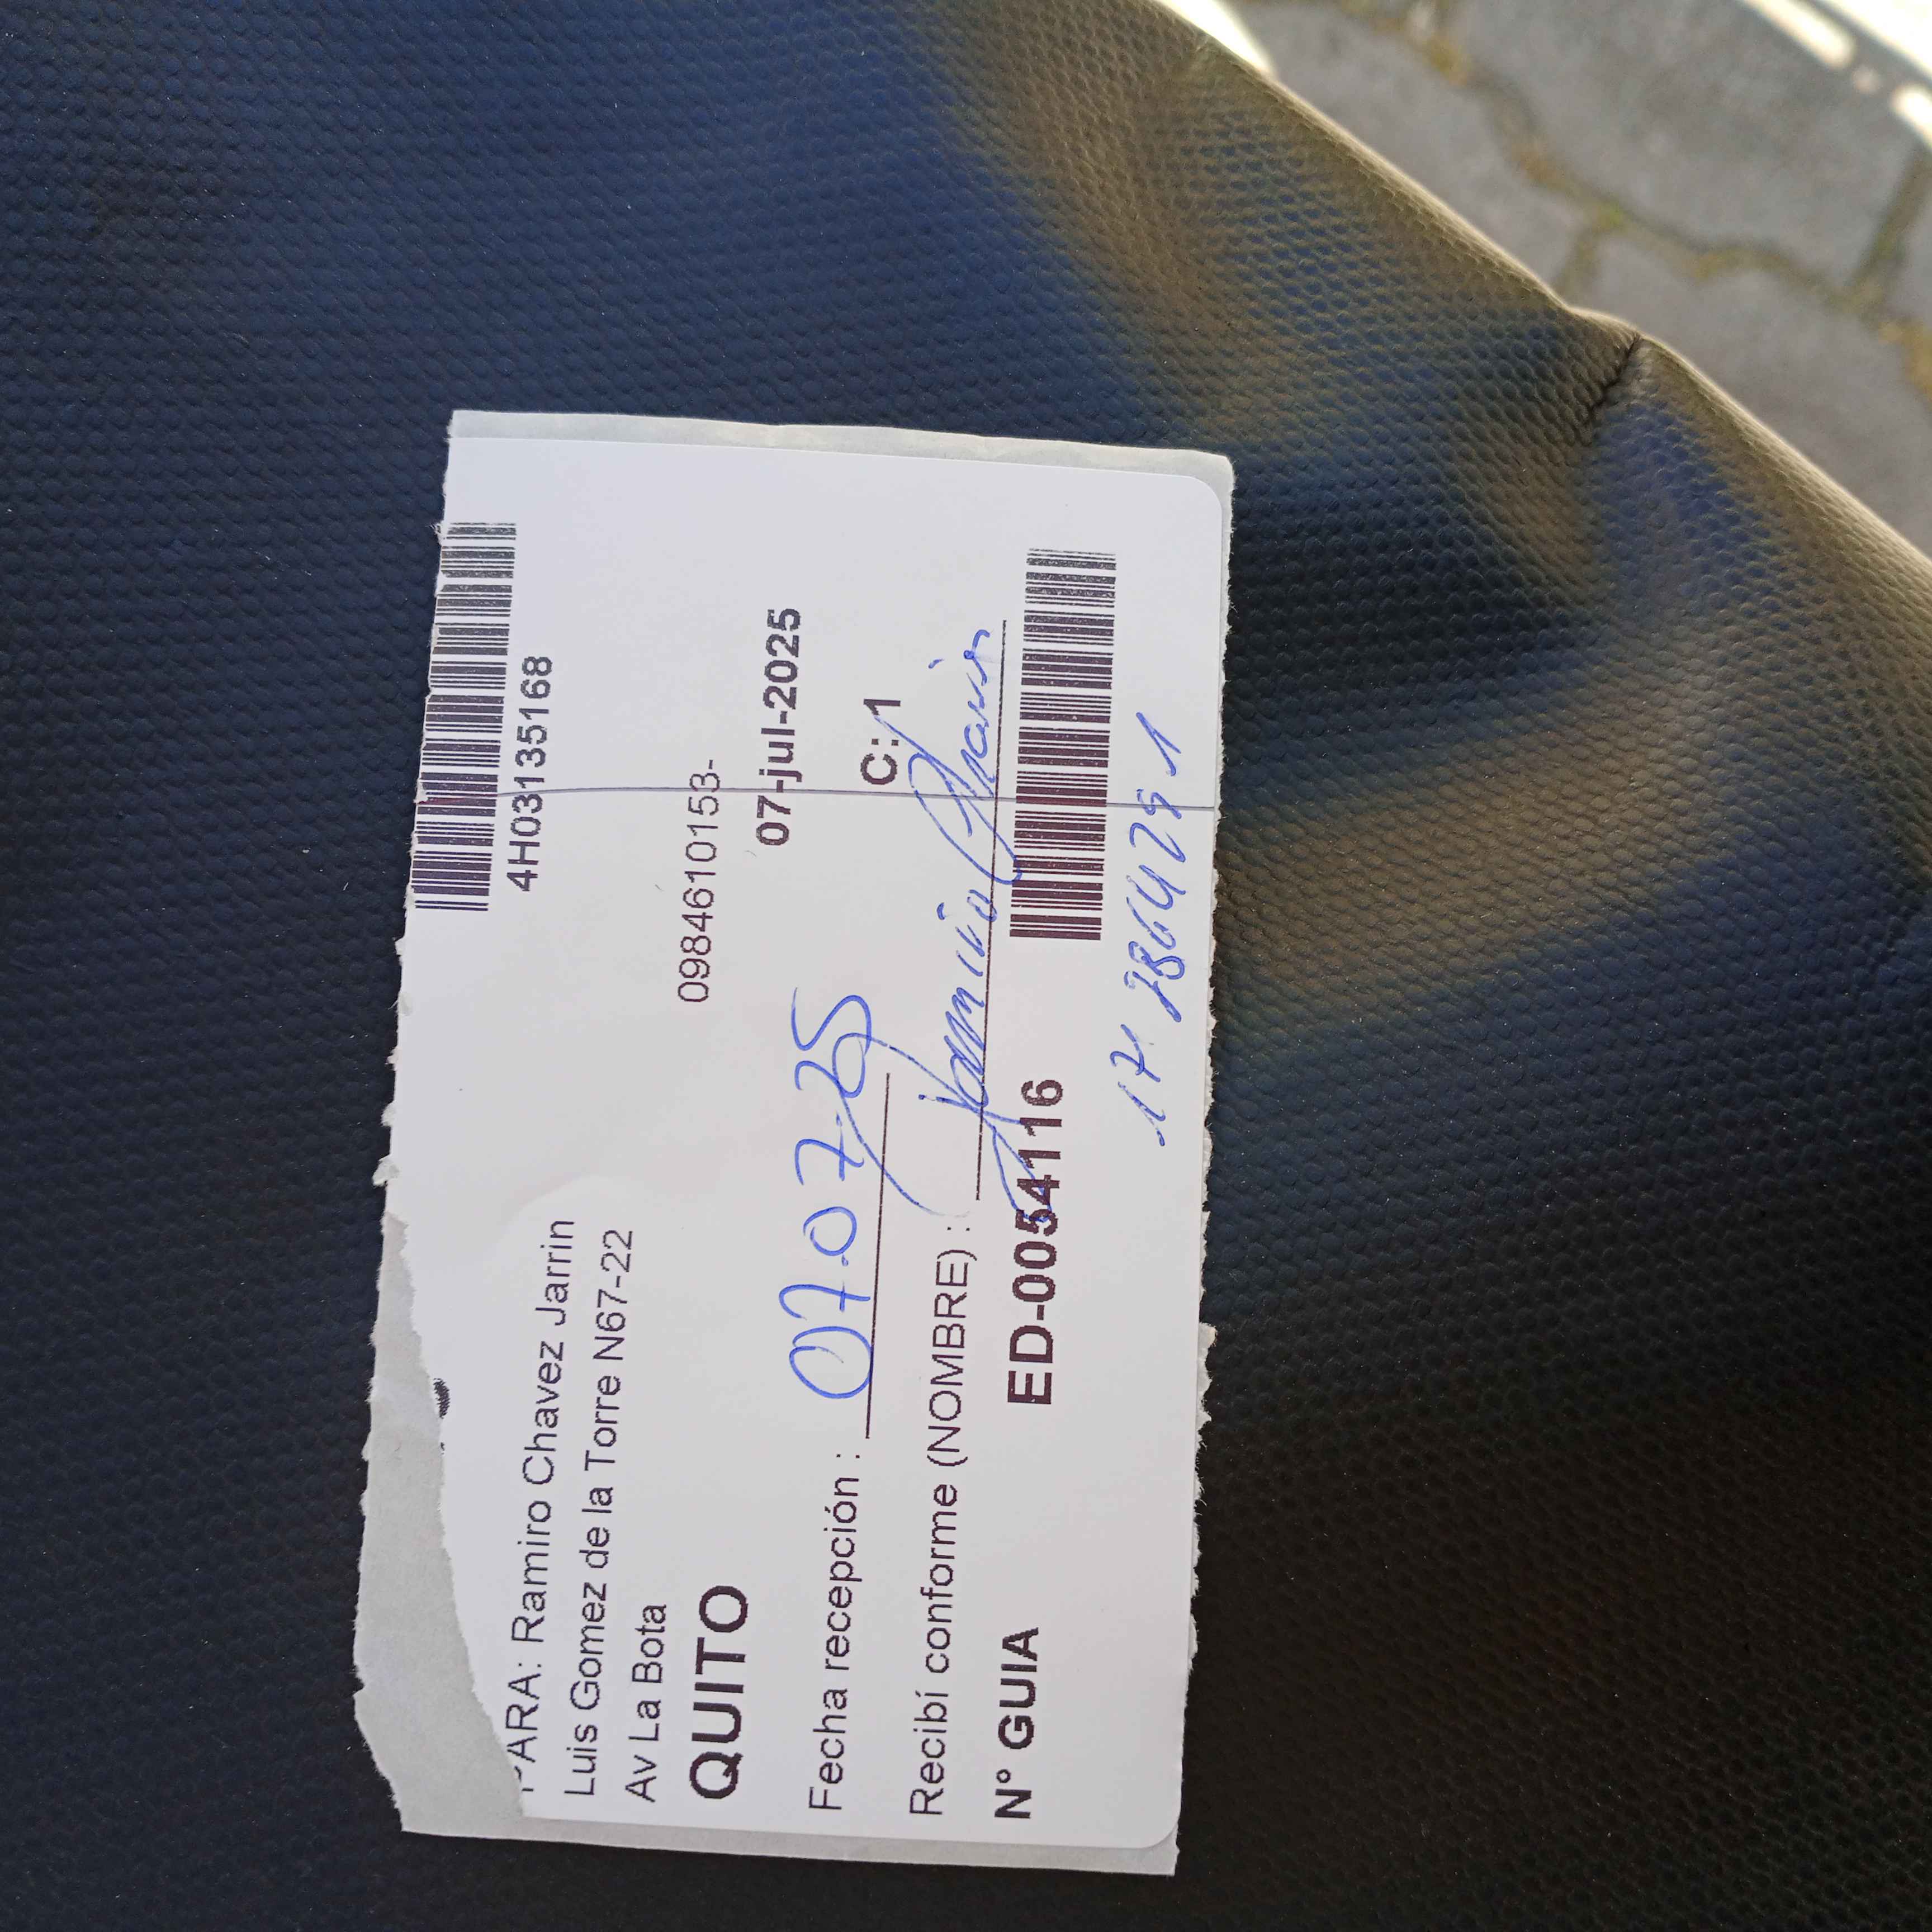 4H03135168
PARA: Ramiro Chavez Jarrin
Luis Gomez de la Torre N67-22
Av La Bota
0984610153-
QUITO
07-jul-2025
Fecha recepción : 07.07.25
C: 1
Recibí conforme (NOMBRE) :
N° GUIA ED-0054116